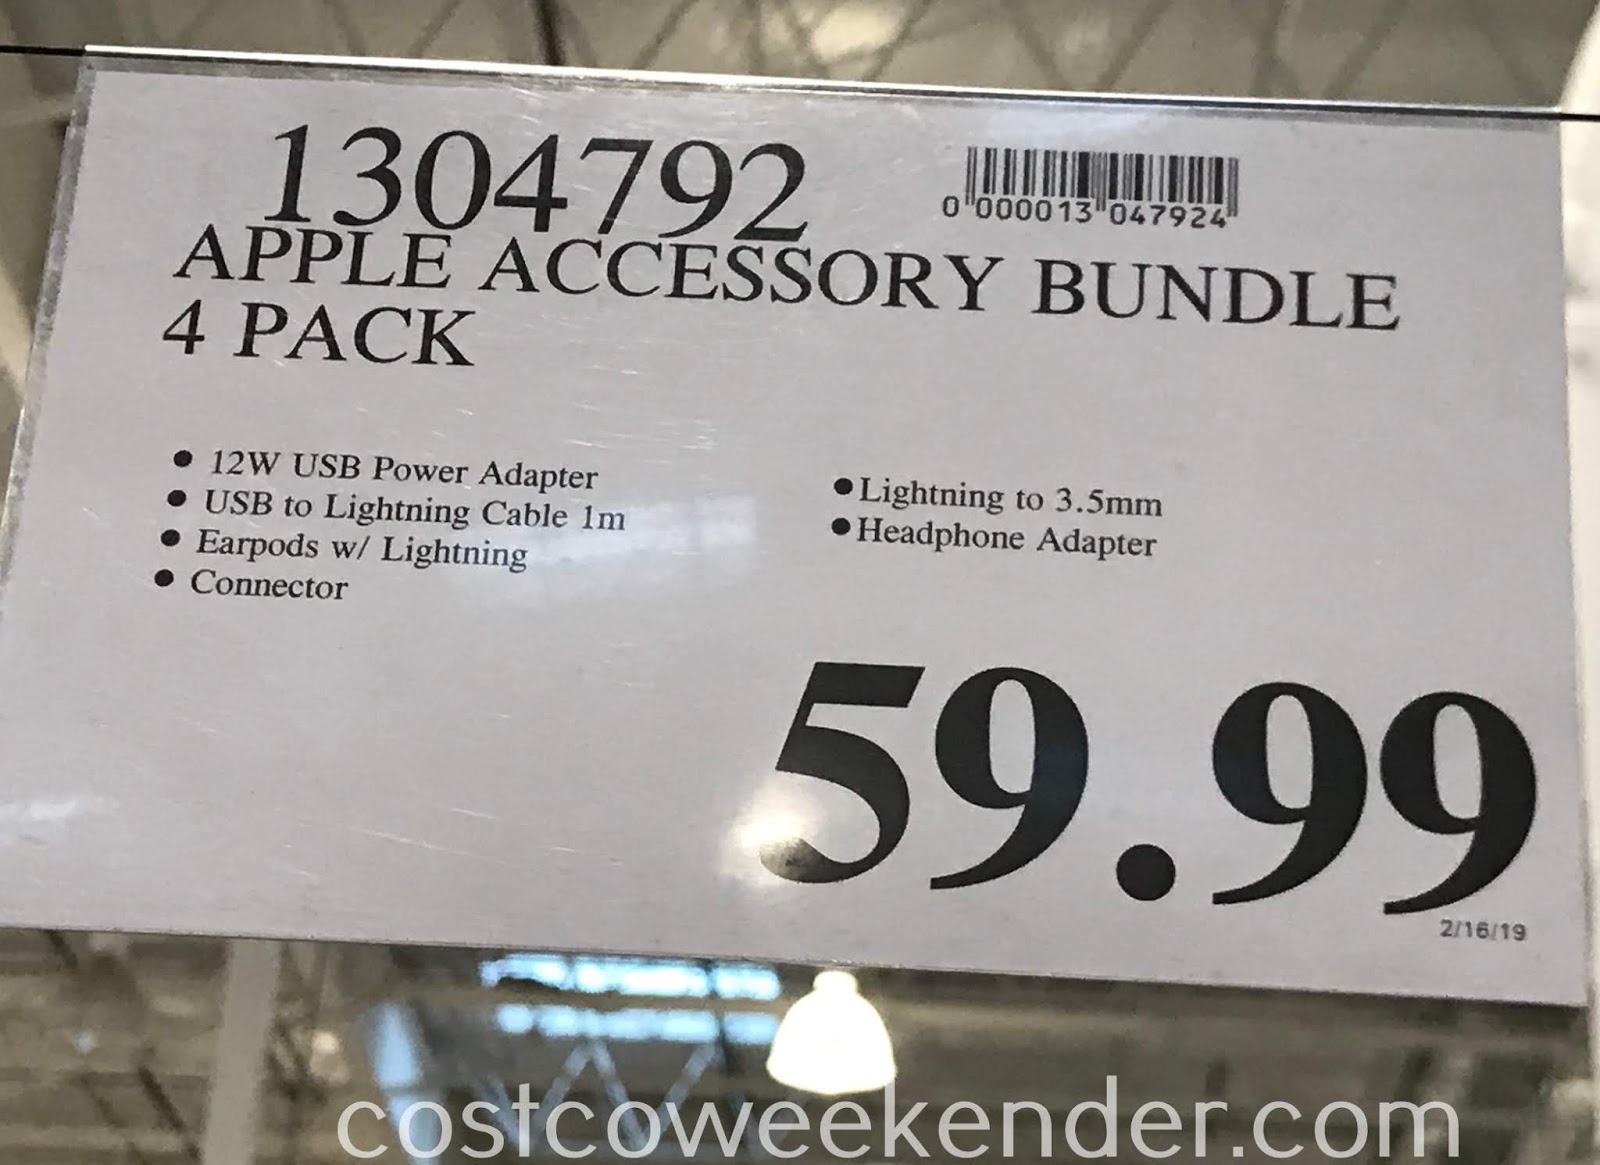 1304792
0 000013 047924
APPLE ACCESSORY BUNDLE
4 PACK
• 12W USB Power Adapter
• USB to Lightning Cable 1m
• Earpods w/ Lightning
• Connector
• Lightning to 3.5mm
• Headphone Adapter
59.99
2/16/19
costcoweekender.com